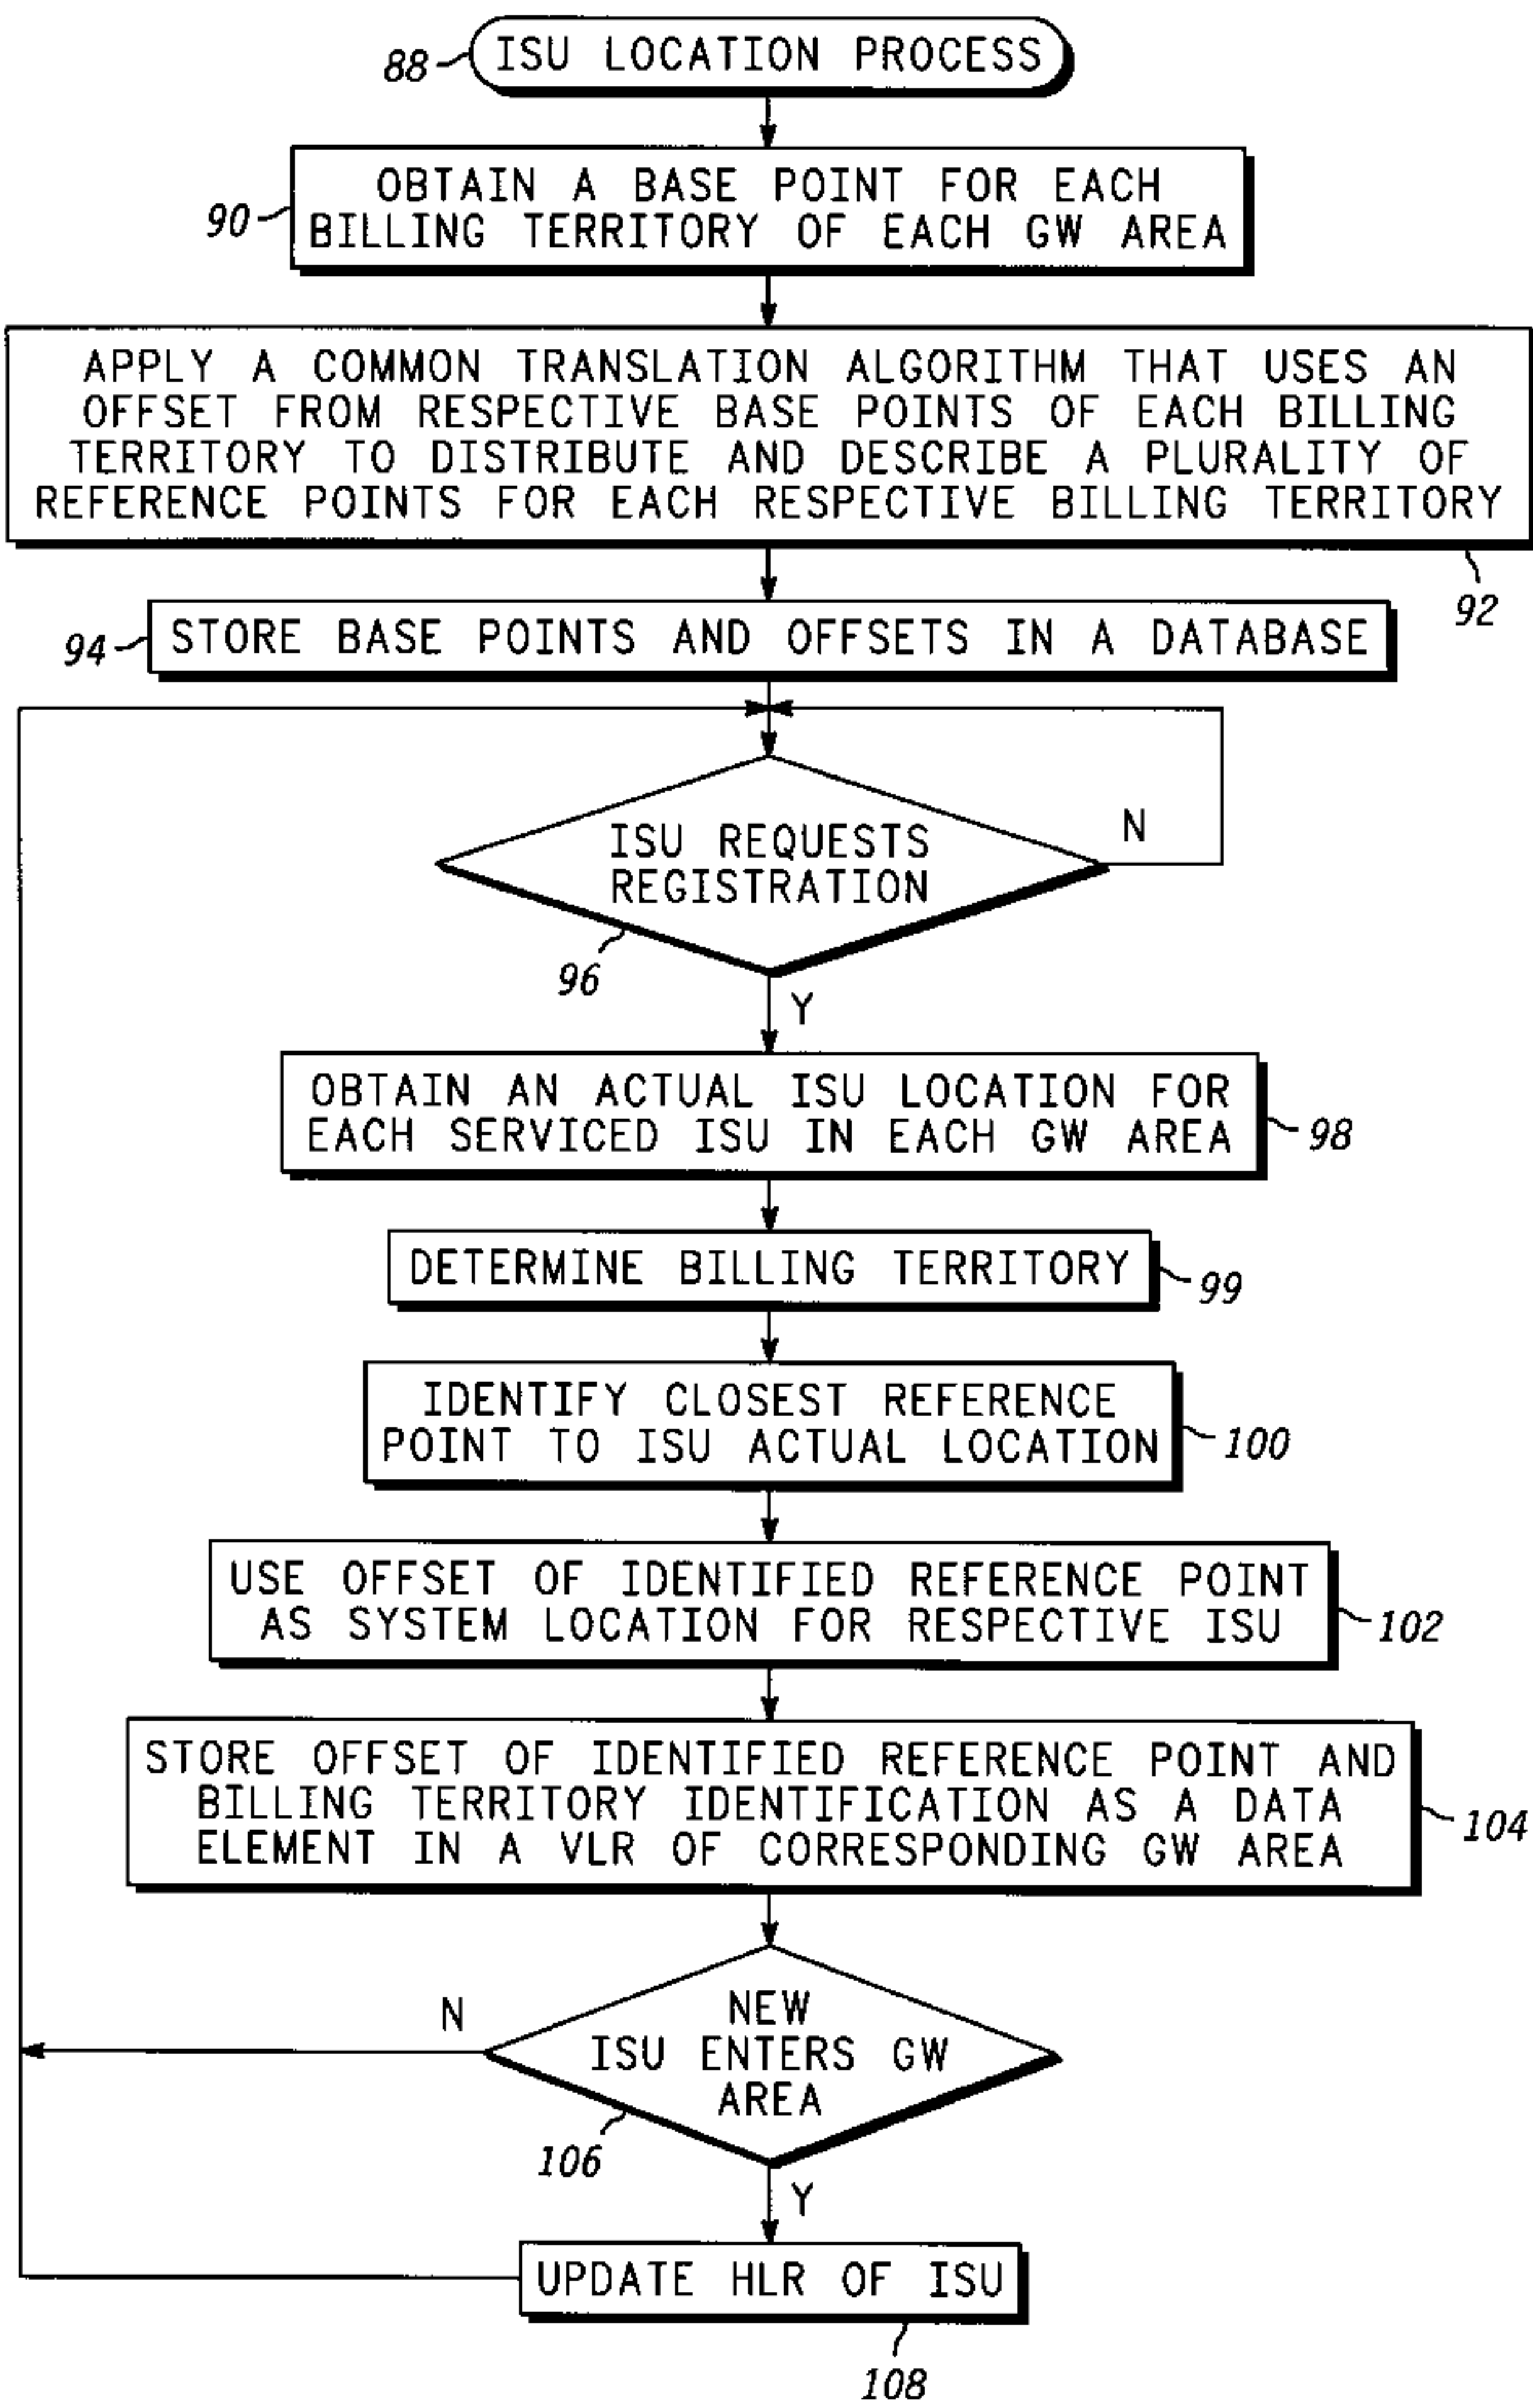 88
ISU LOCATION PROCESS
90
OBTAIN A BASE POINT FOR EACH
BILLING TERRITORY OF EACH GW AREA
APPLY A COMMON TRANSLATION ALGORITHM THAT USES AN
OFFSET FROM RESPECTIVE BASE POINTS OF EACH BILLING
TERRITORY TO DISTRIBUTE AND DESCRIBE A PLURALITY OF
REFERENCE POINTS FOR EACH RESPECTIVE BILLING TERRITORY
92
94
STORE BASE POINTS AND OFFSETS IN A DATABASE
N
ISU REQUESTS
REGISTRATION
96
Y
OBTAIN AN ACTUAL ISU LOCATION FOR
EACH SERVICED ISU IN EACH GW AREA
98
DETERMINE BILLING TERRITORY
99
IDENTIFY CLOSEST REFERENCE
POINT TO ISU ACTUAL LOCATION
100
USE OFFSET OF IDENTIFIED REFERENCE POINT
AS SYSTEM LOCATION FOR RESPECTIVE ISU
102
STORE OFFSET OF IDENTIFIED REFERENCE POINT AND
BILLING TERRITORY IDENTIFICATION AS A DATA
ELEMENT IN A VLR OF CORRESPONDING GW AREA
104
N
NEW
ISU ENTERS GW
AREA
106
Y
UPDATE HLR OF ISU
108